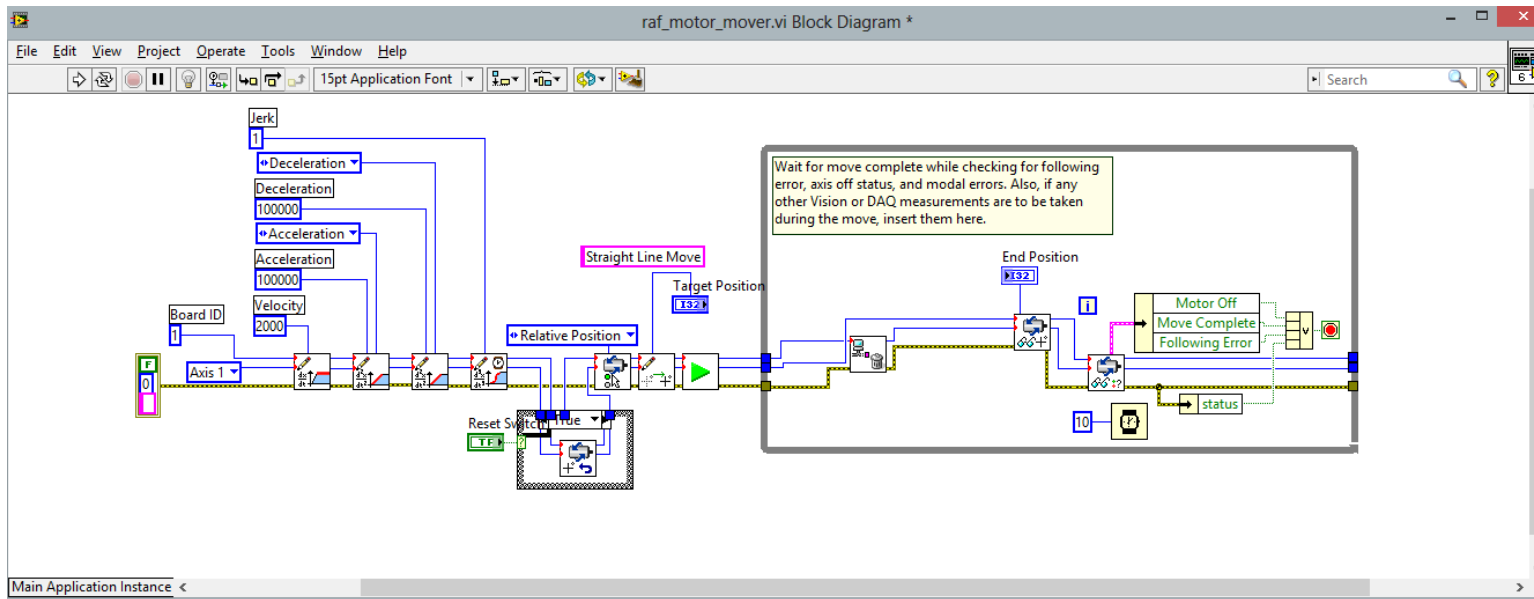 raf_motor_mover.vi Block Diagram *
File Edit View Project Operate Tools Window Help
15pt Application Font
Search
6
Jerk
1
Deceleration
Deceleration
100000
Acceleration
Acceleration
100000
Velocity
2000
Board ID
1
Axis 1
F
0
Straight Line Move
Target Position
I32
Relative Position
Reset Switch
True
TF
?
Wait for move complete while checking for following
error, axis off status, and modal errors. Also, if any
other Vision or DAQ measurements are to be taken
during the move, insert them here.
End Position
I32
i
Motor Off
Move Complete
Following Error
v
status
10
Main Application Instance